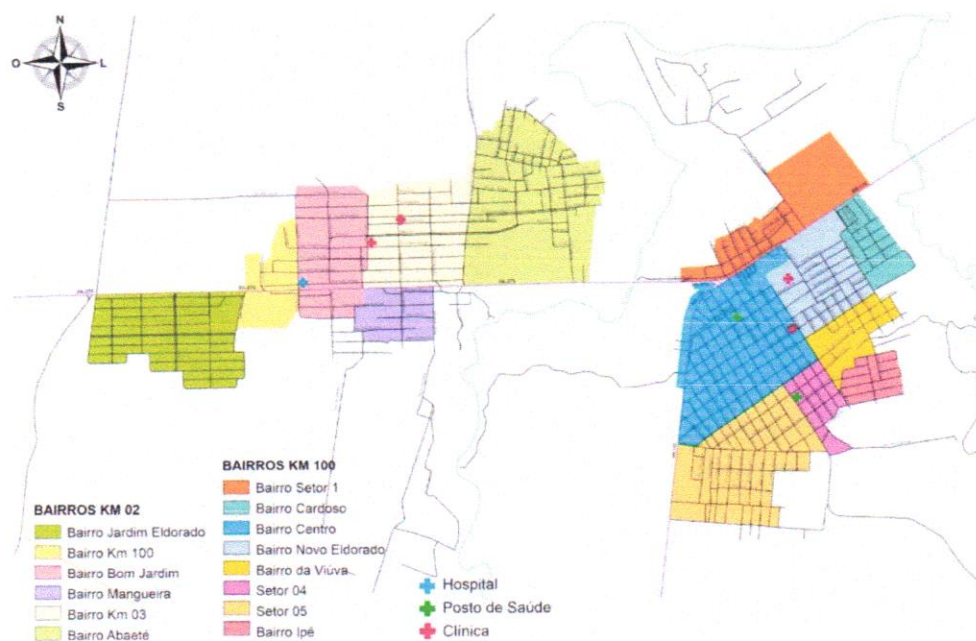 N
O
L
S
BAIRROS KM 02
Bairro Jardim Eldorado
Bairro Km 100
Bairro Bom Jardim
Bairro Mangueira
Bairro Km 03
Bairro Abaeté
BAIRROS KM 100
Bairro Setor 1
Bairro Cardoso
Bairro Centro
Bairro Novo Eldorado
Bairro da Viúva
Setor 04
Setor 05
Bairro Ipê
Hospital
Posto de Saúde
Clínica